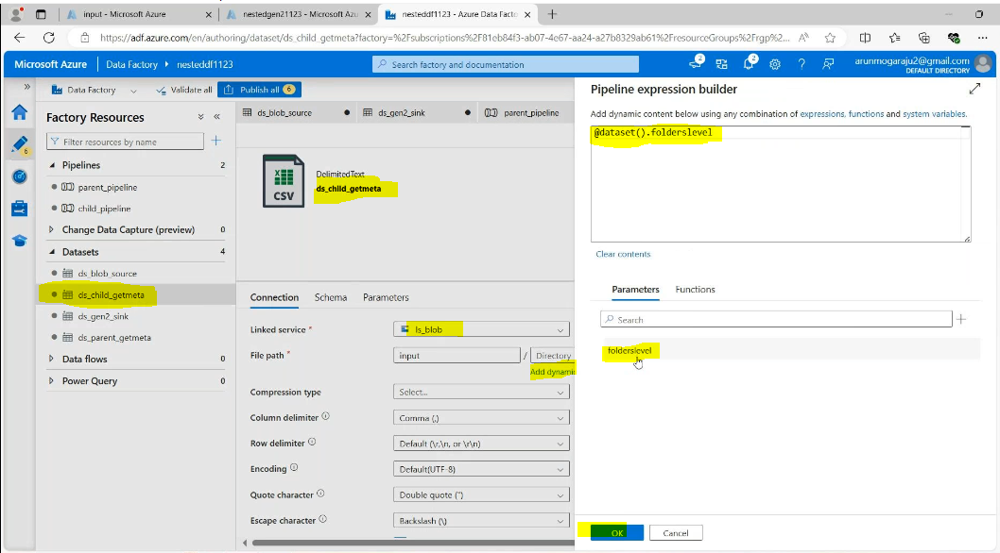 input - Microsoft Azure
nestedgen21123 - Microsoft Az
nestedddf1123 - Azure Data Factory
https://adf.azure.com/en/authoring/dataset/ds_child_getmeta?factory=%2Fsubscriptions%2F81eb84f3-ab07-4e67-aa24-a27b8329ab61%2FresourceGroups%2Frgp%2...
Microsoft Azure
Data Factory
nestedddf1123
Search factory and documentation
2
2
arunmogaraju2@gmail.com
DEFAULT DIRECTORY
Data Factory
Validate all
Publish all 6
Factory Resources
Filter resources by name
6
Pipelines 2
parent_pipeline
child_pipeline
Change Data Capture (preview) 0
Datasets 4
ds_blob_source
ds_child_getmeta
ds_gen2_sink
ds_parent_getmeta
Data flows 0
Power Query 0
ds_blob_source
ds_gen2_sink
parent_pipeline
CSV
DelimitedText
ds_child_getmeta
Connection Schema Parameters
Linked service *
ls_blob
File path *
input / Directory
Add dynamic
Compression type
Select...
Column delimiter
Comma (,)
Row delimiter
Default (\r,\n, or \r\n)
Encoding
Default(UTF-8)
Quote character
Double quote (")
Escape character
Backslash (\)
Pipeline expression builder
Add dynamic content below using any combination of expressions, functions and system variables.
@dataset().folderslevel
Clear contents
Parameters Functions
Search
folderslevel
OK
Cancel